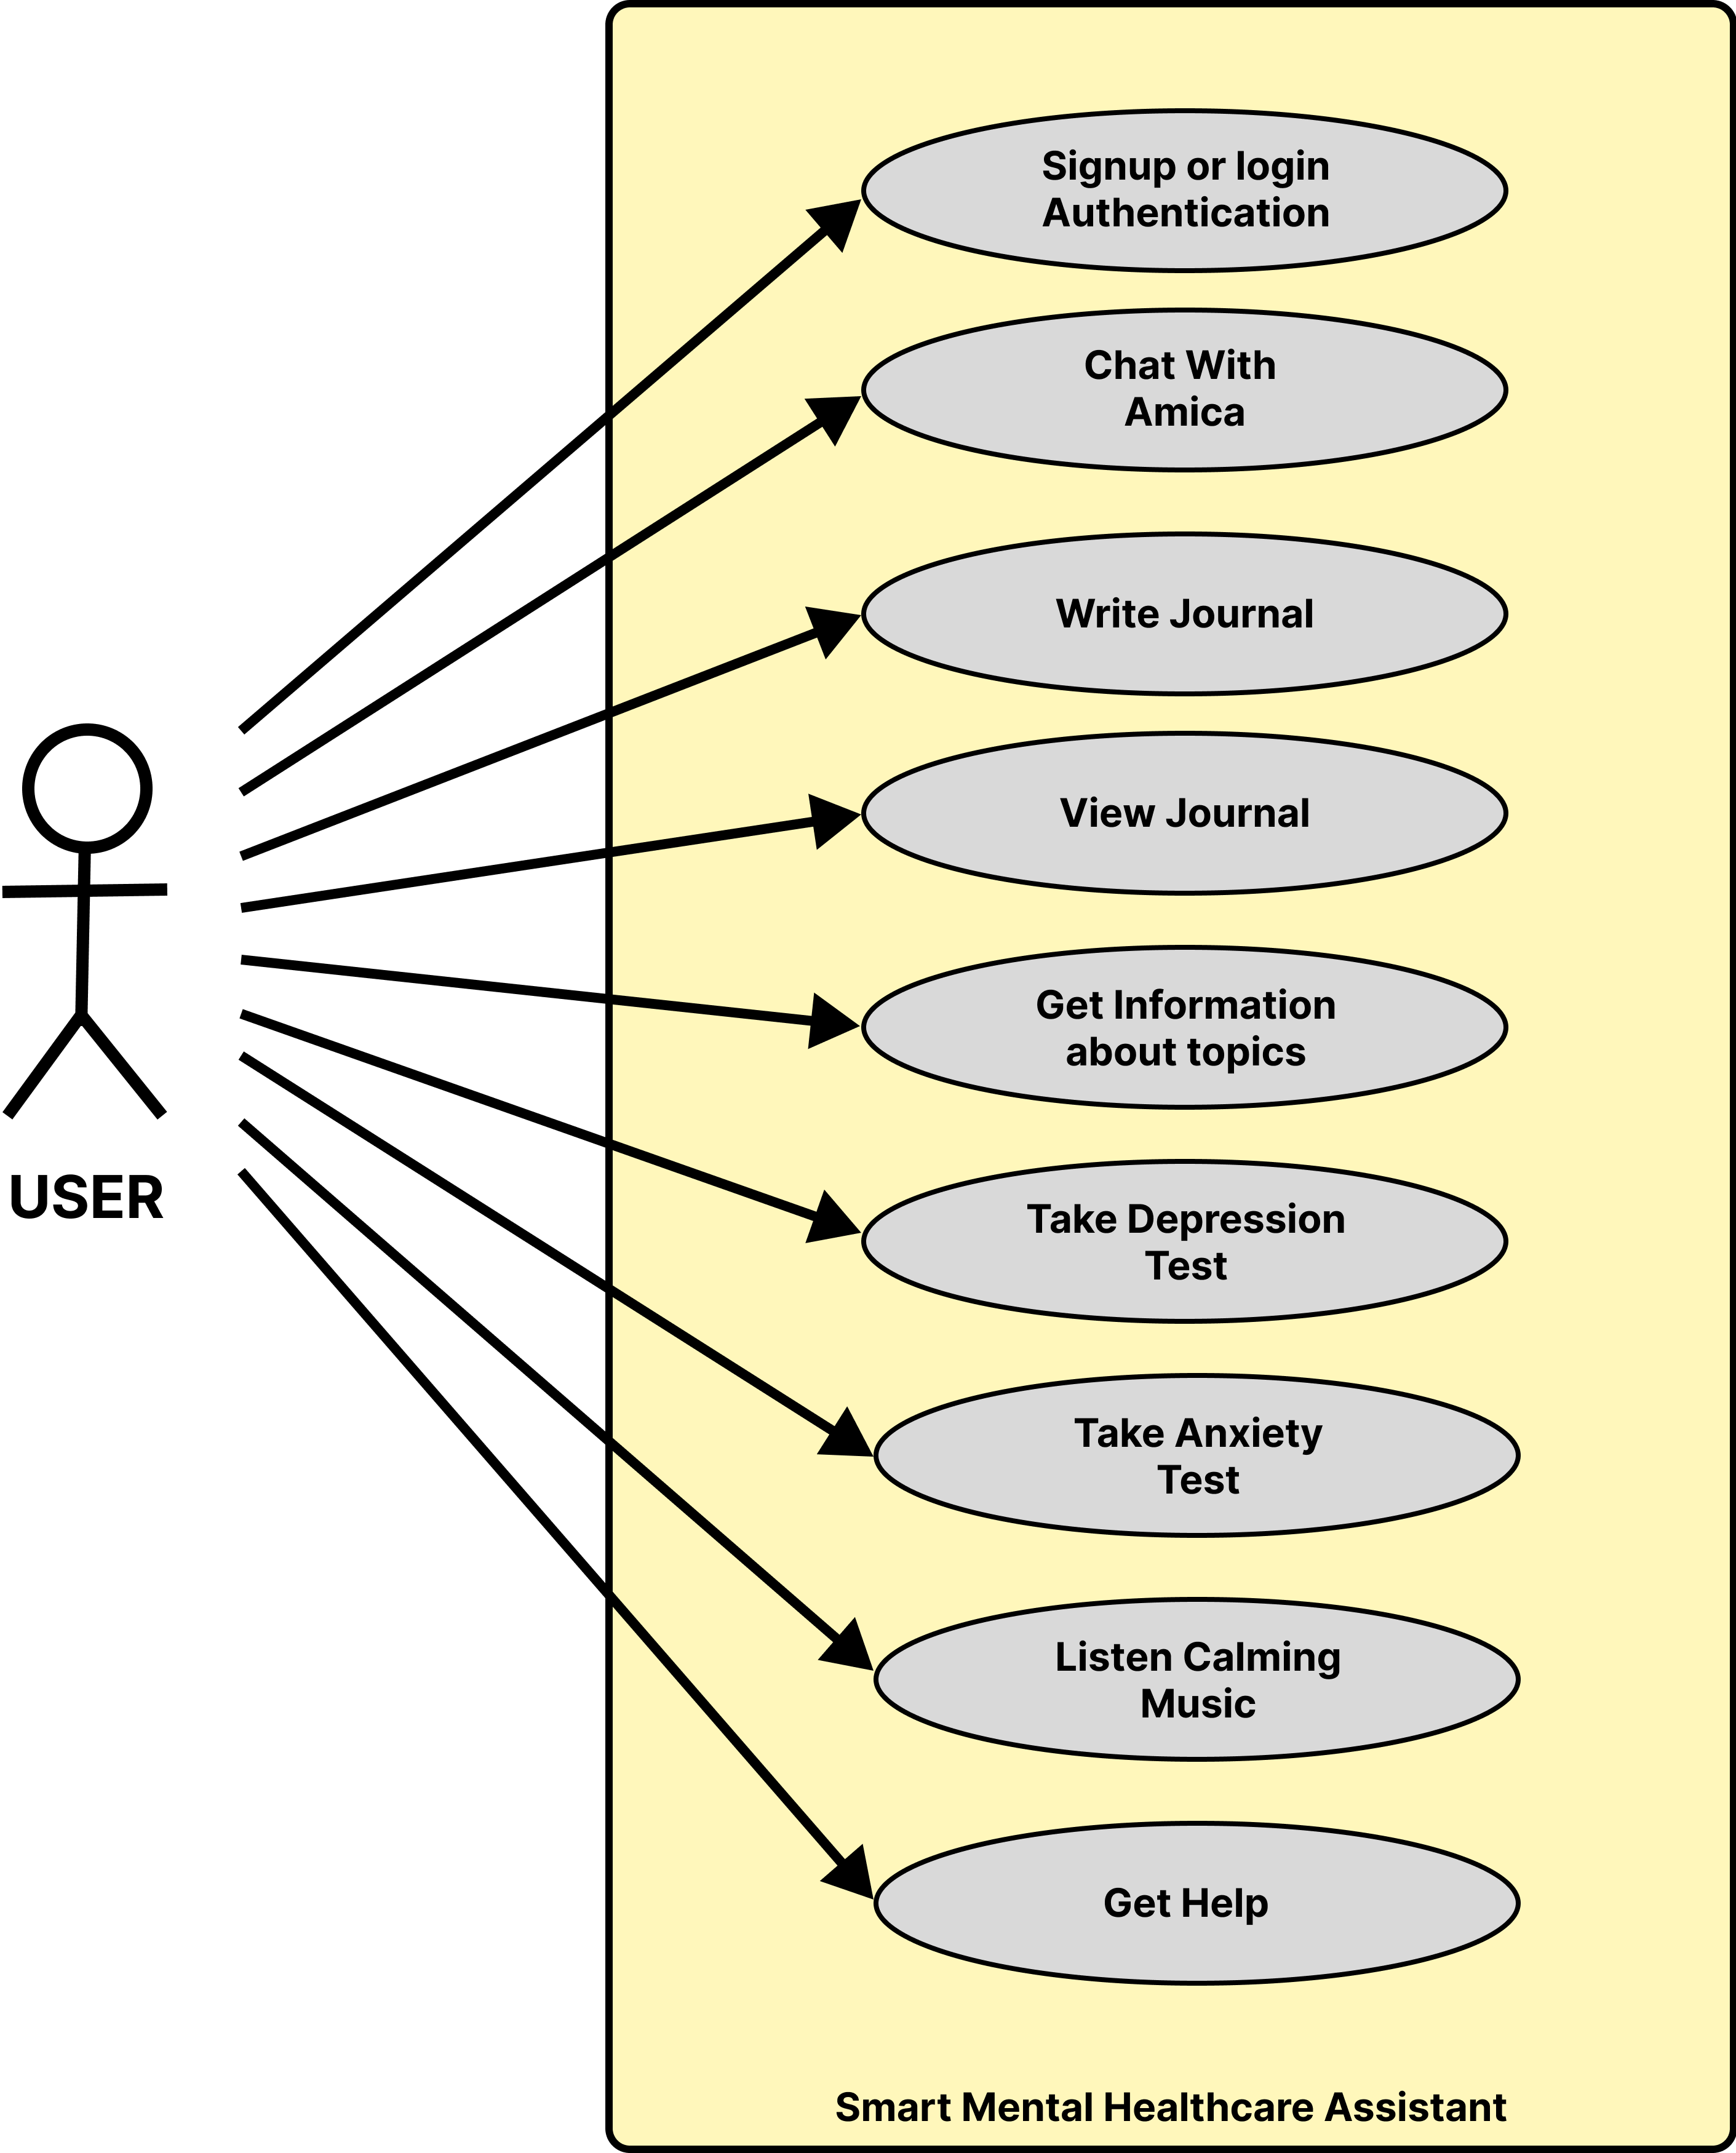 Signup or login
Authentication
Chat With
Amica
Write Journal
View Journal
Get Information
about topics
USER
Take Depression
Test
Take Anxiety
Test
Listen Calming
Music
Get Help
Smart Mental Healthcare Assistant